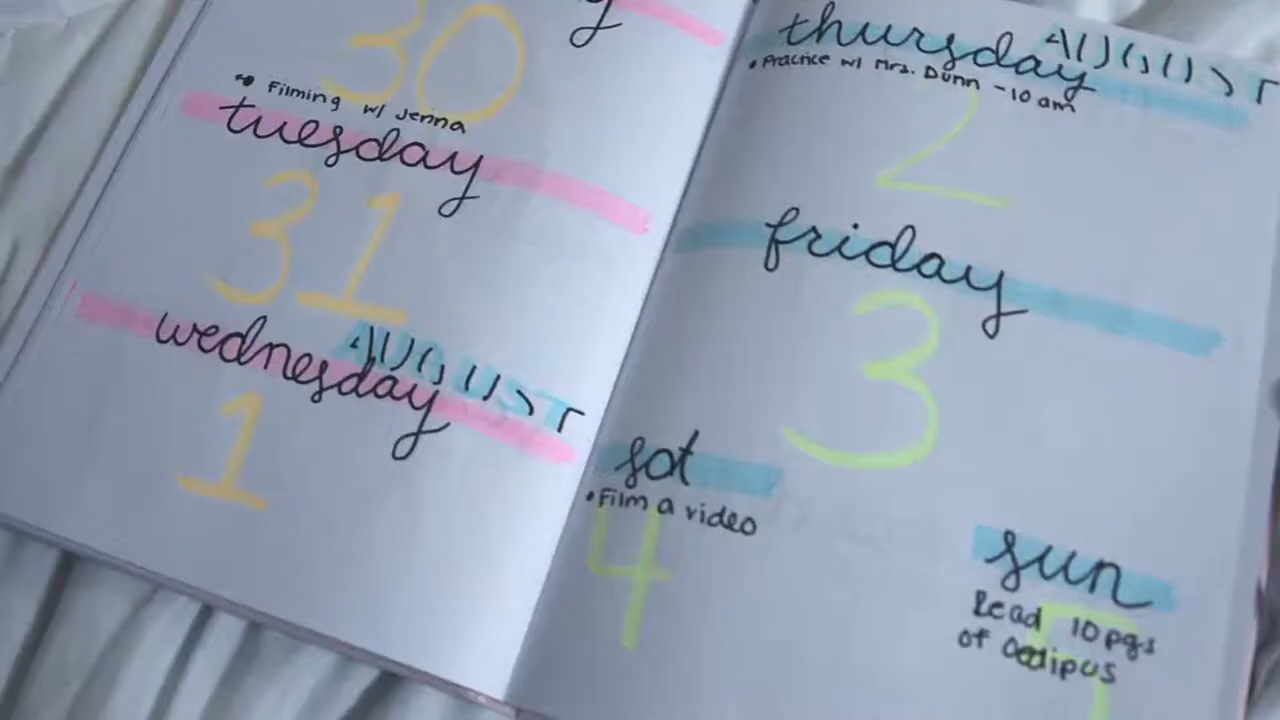 30
• Filming w/ Jenna
tuesday
31
wednesday
AUGUST
1
thursday
AUGUST
• Practice w/ Mrs. Dunn - 10 am
2
friday
3
sat
• Film a video
4
sun
Read 10 pgs
of Oedipus
5